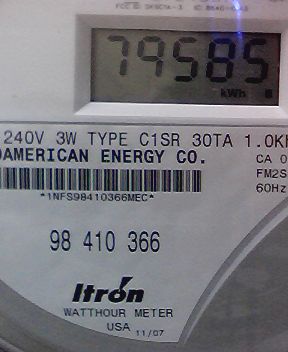 79585
kWh
240V 3W TYPE C1SR 30TA 1.0K
DAMERICAN ENERGY CO.
CA 0
FM2S
60Hz
*1NFS98410366MEC*
98 410 366
Itron
WATTHOUR METER
USA 11/07